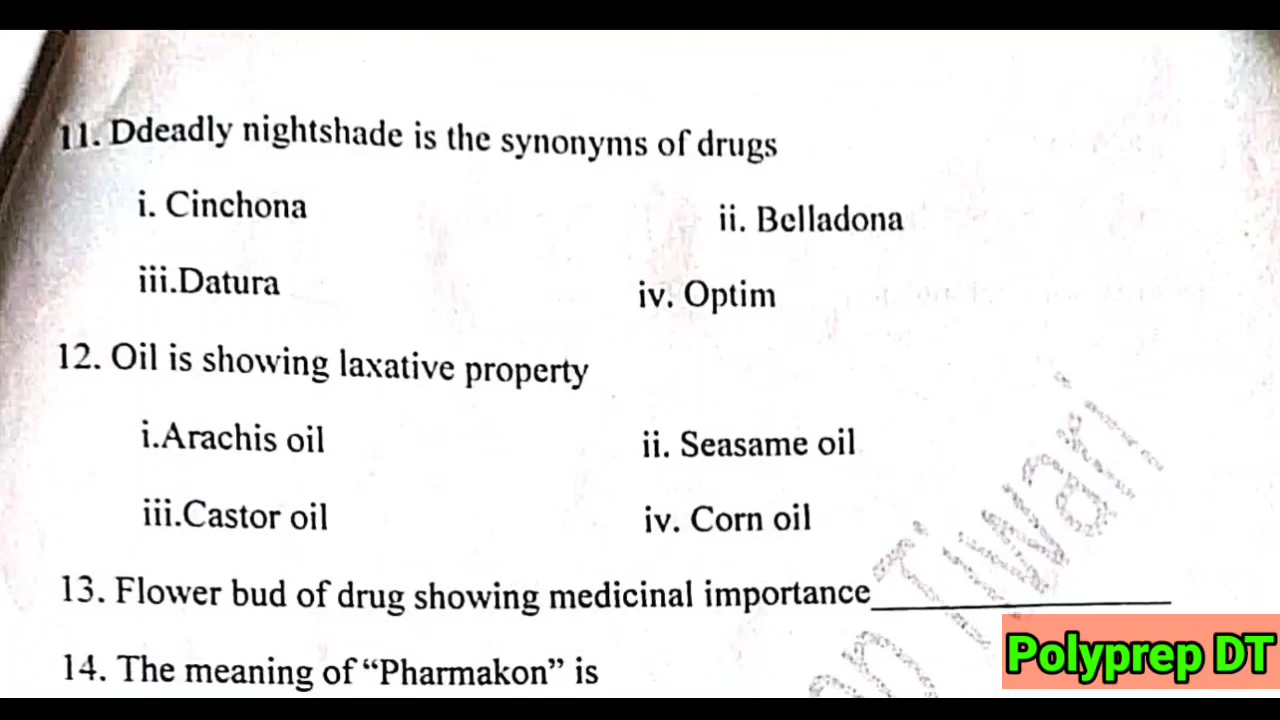 11. Ddeadly nightshade is the synonyms of drugs
i. Cinchona ii. Belladona
iii.Datura iv. Optim
12. Oil is showing laxative property
i.Arachis oil ii. Seasame oil
iii.Castor oil iv. Corn oil
13. Flower bud of drug showing medicinal importance____________
14. The meaning of “Pharmakon” is
Tiwari
Polyprep DT